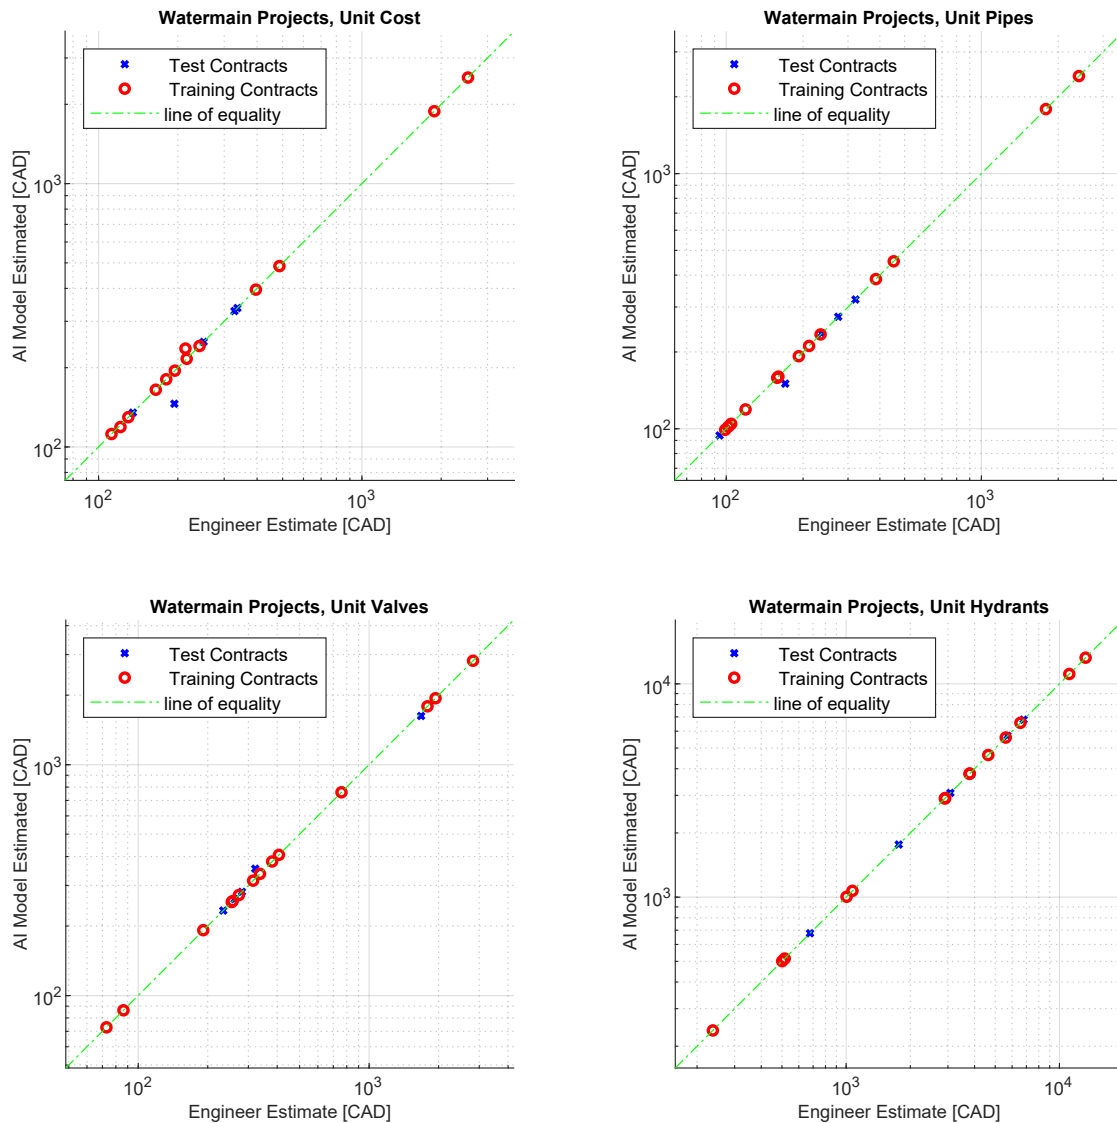 Watermain Projects, Unit Cost
Test Contracts
Training Contracts
line of equality
10^3
10^2
AI Model Estimated [CAD]
10^2
10^3
Engineer Estimate [CAD]
Watermain Projects, Unit Pipes
Test Contracts
Training Contracts
line of equality
10^3
10^2
AI Model Estimated [CAD]
10^2
10^3
Engineer Estimate [CAD]
Watermain Projects, Unit Valves
Test Contracts
Training Contracts
line of equality
10^3
10^2
AI Model Estimated [CAD]
10^2
10^3
Engineer Estimate [CAD]
Watermain Projects, Unit Hydrants
Test Contracts
Training Contracts
line of equality
10^4
10^3
AI Model Estimated [CAD]
10^3
10^4
Engineer Estimate [CAD]